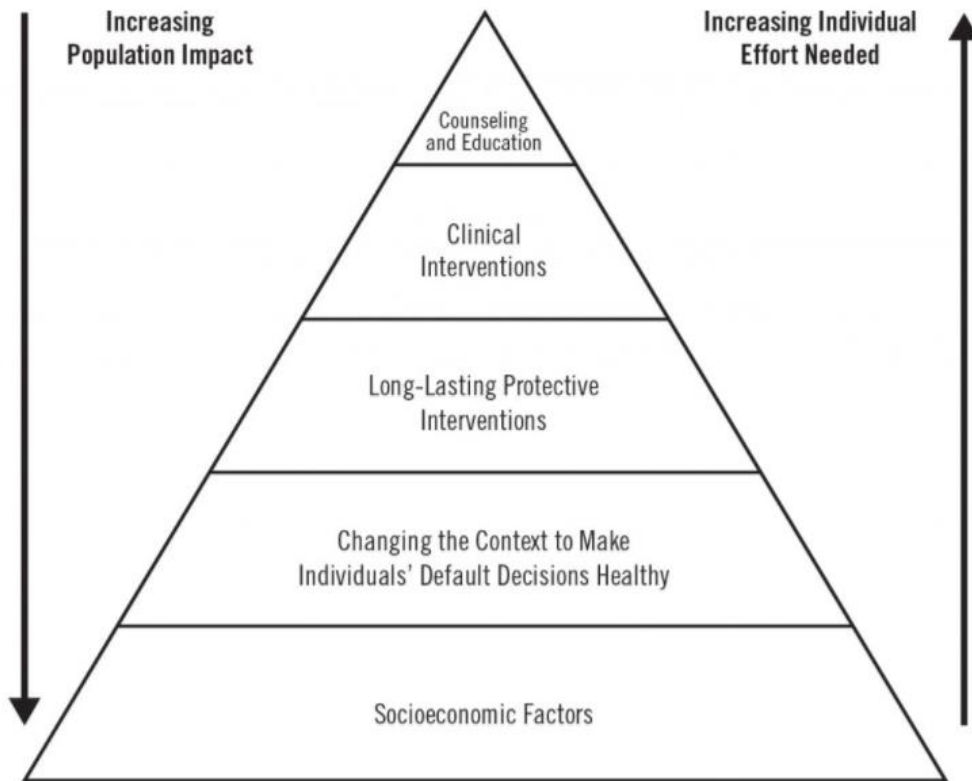 Increasing
Population Impact
Increasing Individual
Effort Needed
Counseling
and Education
Clinical
Interventions
Long-Lasting Protective
Interventions
Changing the Context to Make
Individuals’ Default Decisions Healthy
Socioeconomic Factors